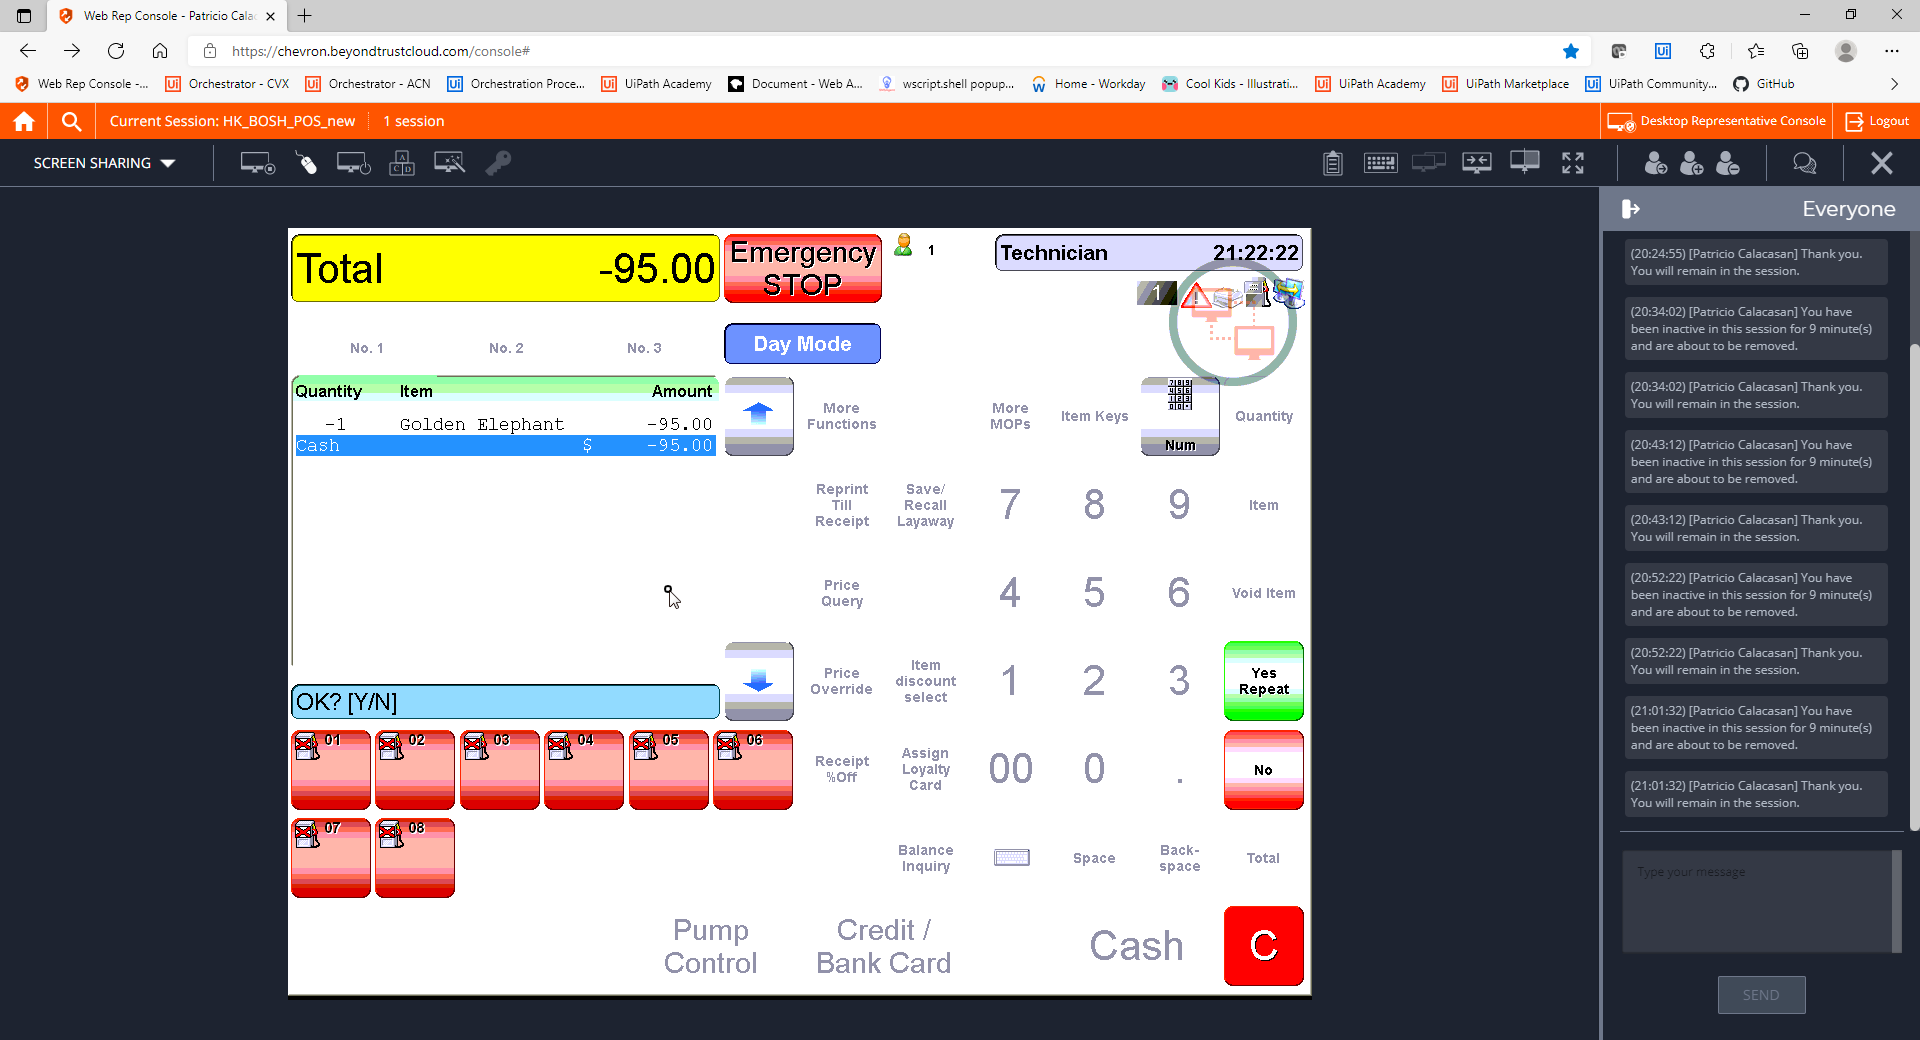 Web Rep Console - Patricio Cala
https://chevron.beyondtrustcloud.com/console#
Web Rep Console -...
Orchestrator - CVX
Orchestrator - ACN
Orchestration Proce...
UiPath Academy
Document - Web A...
wscript.shell popup...
Home - Workday
Cool Kids - Illustrati...
UiPath Academy
UiPath Marketplace
UiPath Community...
GitHub
Current Session: HK_BOSH_POS_new
1 session
Desktop Representative Console
Logout
SCREEN SHARING
Everyone
Total -95.00
Emergency
STOP
1
Technician 21:22:22
1
No. 1 No. 2 No. 3
Day Mode
Quantity Item Amount
-1 Golden Elephant -95.00
Cash $ -95.00
More
Functions
More
MOPs
Item Keys
Num
Quantity
Reprint
Till
Receipt
Save/
Recall
Layaway
7 8 9
Item
Price
Query
4 5 6
Void Item
Price
Override
Item
discount
select
1 2 3
Yes
Repeat
OK? [Y/N]
01 02 03 04 05 06
Receipt
%Off
Assign
Loyalty
Card
00 0 .
No
07 08
Balance
Inquiry
Space
Back-
space
Total
Pump
Control
Credit /
Bank Card
Cash
C
(20:24:55) [Patricio Calacasan] Thank you.
You will remain in the session.
(20:34:02) [Patricio Calacasan] You have
been inactive in this session for 9 minute(s)
and are about to be removed.
(20:34:02) [Patricio Calacasan] Thank you.
You will remain in the session.
(20:43:12) [Patricio Calacasan] You have
been inactive in this session for 9 minute(s)
and are about to be removed.
(20:43:12) [Patricio Calacasan] Thank you.
You will remain in the session.
(20:52:22) [Patricio Calacasan] You have
been inactive in this session for 9 minute(s)
and are about to be removed.
(20:52:22) [Patricio Calacasan] Thank you.
You will remain in the session.
(21:01:32) [Patricio Calacasan] You have
been inactive in this session for 9 minute(s)
and are about to be removed.
(21:01:32) [Patricio Calacasan] Thank you.
You will remain in the session.
Type your message
SEND